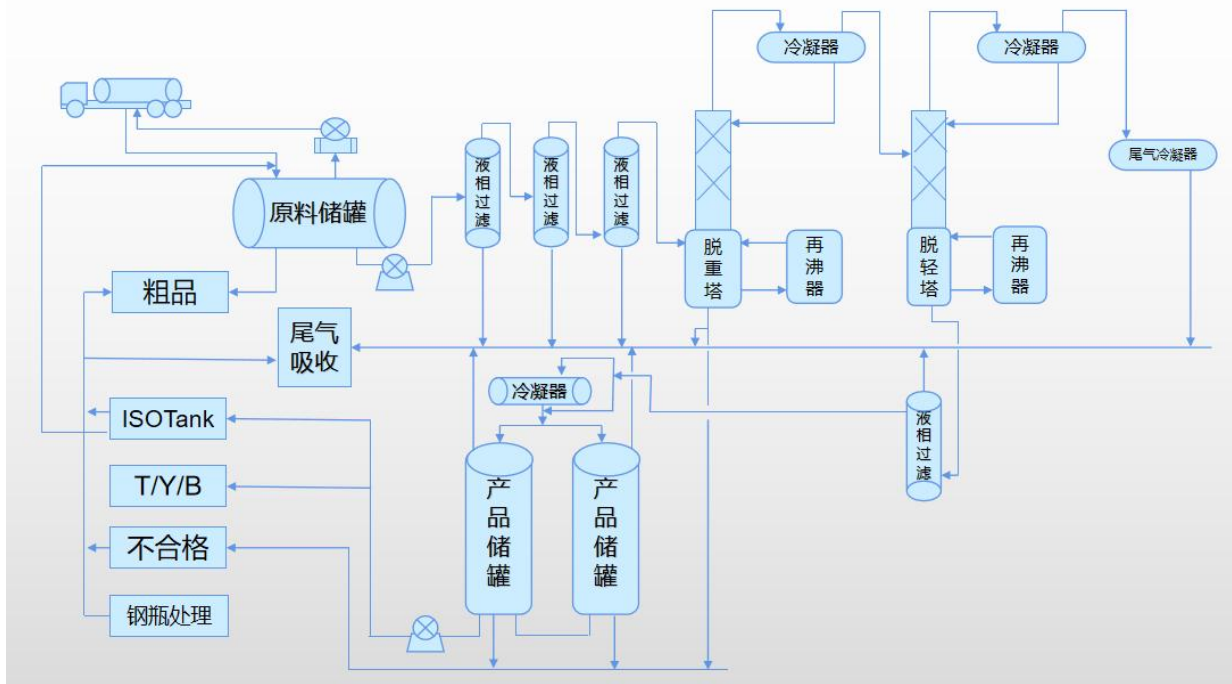 冷凝器
冷凝器
尾气冷凝器
原料储罐
液相过滤
液相过滤
液相过滤
脱重塔
再沸器
脱轻塔
再沸器
粗品
尾气
吸收
冷凝器
ISOTank
液相过滤
T/Y/B
产品储罐
产品储罐
不合格
钢瓶处理